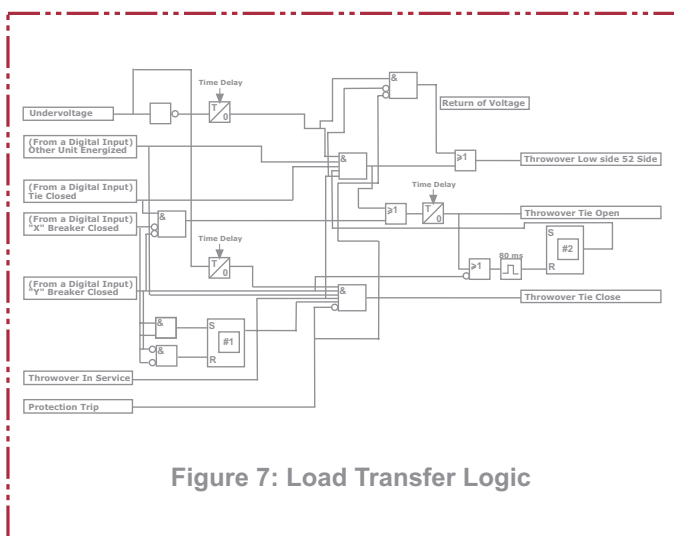 Time Delay
&
Return of Voltage
Undervoltage
T
0
(From a Digital Input)
Other Unit Energized
&
≥1
Throwover Low side 52 Side
(From a Digital Input)
Tie Closed
Time Delay
(From a Digital Input)
"X" Breaker Closed
&
≥1
T
0
Throwover Tie Open
Time Delay
S
#2
R
80 ms
≥1
T
0
(From a Digital Input)
"Y" Breaker Closed
&
Throwover Tie Close
&
S
#1
R
&
Throwover In Service
Protection Trip
Figure 7: Load Transfer Logic